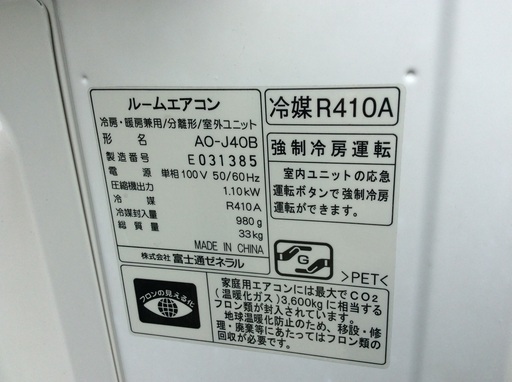 ルームエアコン
冷房・暖房兼用/分離形/室外ユニット
形名 AO-J40B
製造番号 E031385
電源 単相100V 50/60Hz
圧縮機出力 1.10kW
冷媒 R410A
冷媒封入量 980g
総質量 33kg
MADE IN CHINA
株式会社 富士通ゼネラル
冷媒R410A
強制冷房運転
室内ユニットの応急
運転ボタンで強制冷房
運転ができます。
G
>PET<
フロンの見える化
家庭用エアコンには最大でCO2
(温暖化ガス)3,600kgに相当する
フロン類が封入されています。
地球温暖化防止のため、移設・修
理・廃棄等にあたってはフロン類の
回収が必要です。